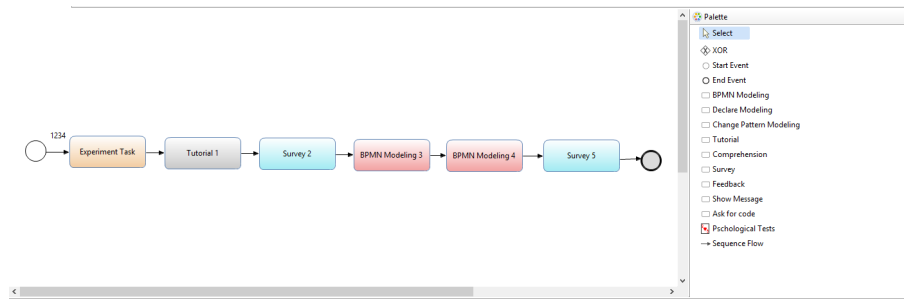 Palette
Select
XOR
Start Event
End Event
BPMN Modeling
Declare Modeling
Change Pattern Modeling
Tutorial
Comprehension
Survey
Feedback
Show Message
Ask for code
Pschological Tests
Sequence Flow
1234
Experiment Task
Tutorial 1
Survey 2
BPMN Modeling 3
BPMN Modeling 4
Survey 5